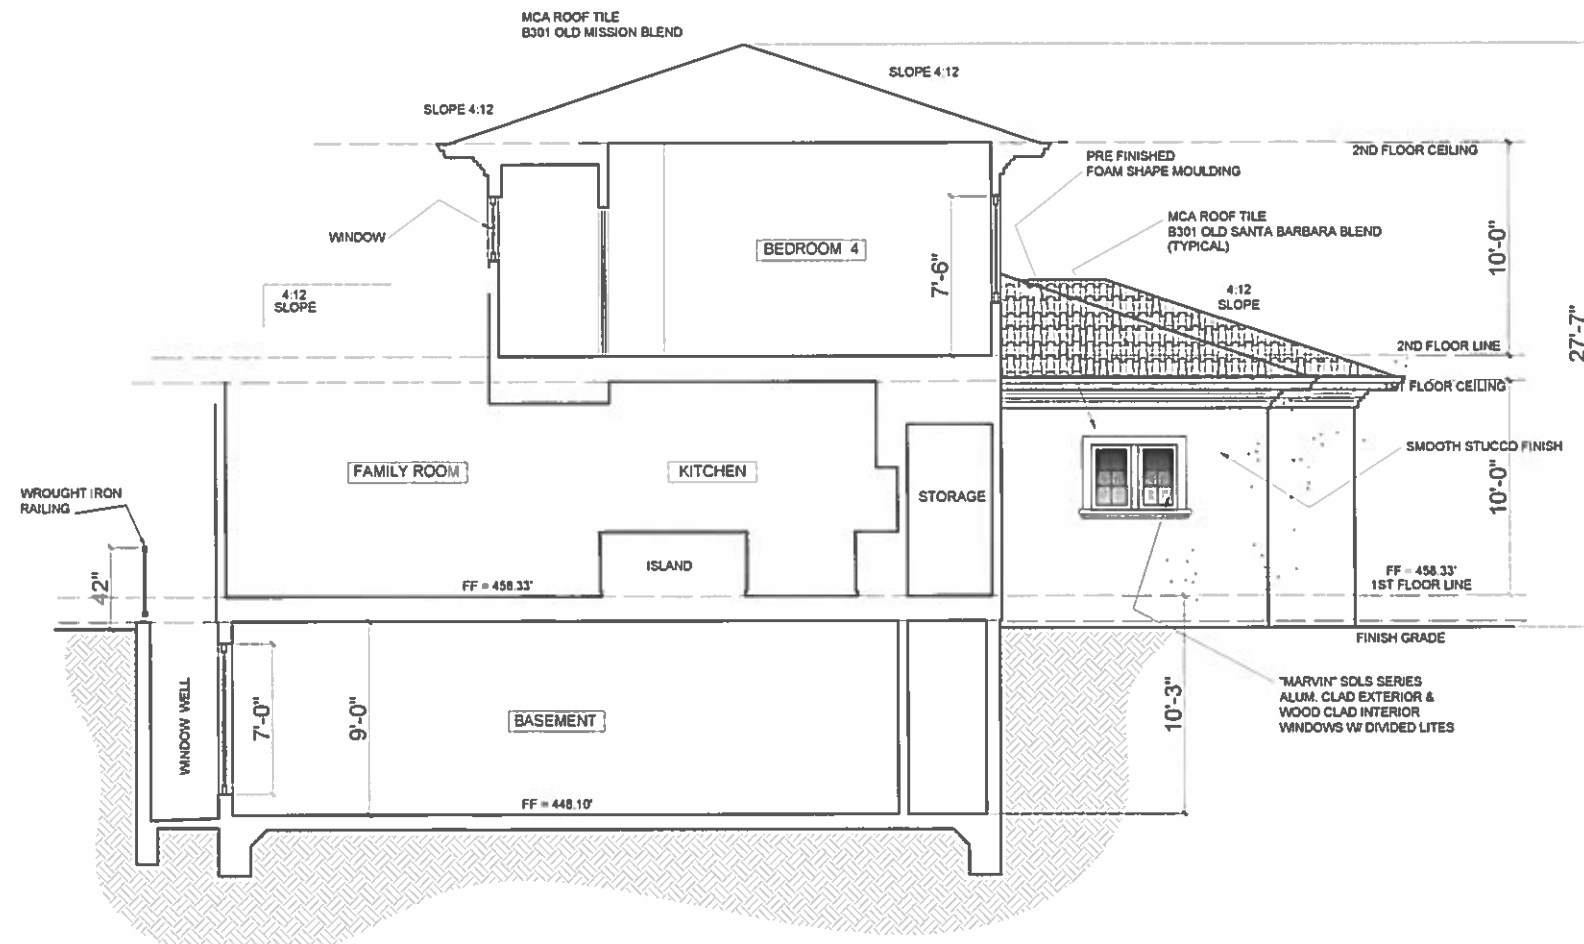 MCA ROOF TILE
B301 OLD MISSION BLEND
SLOPE 4:12
SLOPE 4:12
2ND FLOOR CEILING
PRE FINISHED
FOAM SHAPE MOULDING
MCA ROOF TILE
B301 OLD SANTA BARBARA BLEND
(TYPICAL)
WINDOW
BEDROOM 4
7'-6"
10'-0"
4:12
SLOPE
4:12
SLOPE
27'-7"
2ND FLOOR LINE
FLOOR CEILING
SMOOTH STUCCO FINISH
FAMILY ROOM
KITCHEN
STORAGE
10'-0"
WROUGHT IRON
RAILING
ISLAND
42"
FF = 458.33'
FF = 458.33'
1ST FLOOR LINE
FINISH GRADE
WINDOW WELL
7'-0"
9'-0"
BASEMENT
10'-3"
"MARVIN" SDLS SERIES
ALUM. CLAD EXTERIOR &
WOOD CLAD INTERIOR
WINDOWS W/ DIVIDED LITES
FF = 448.10'